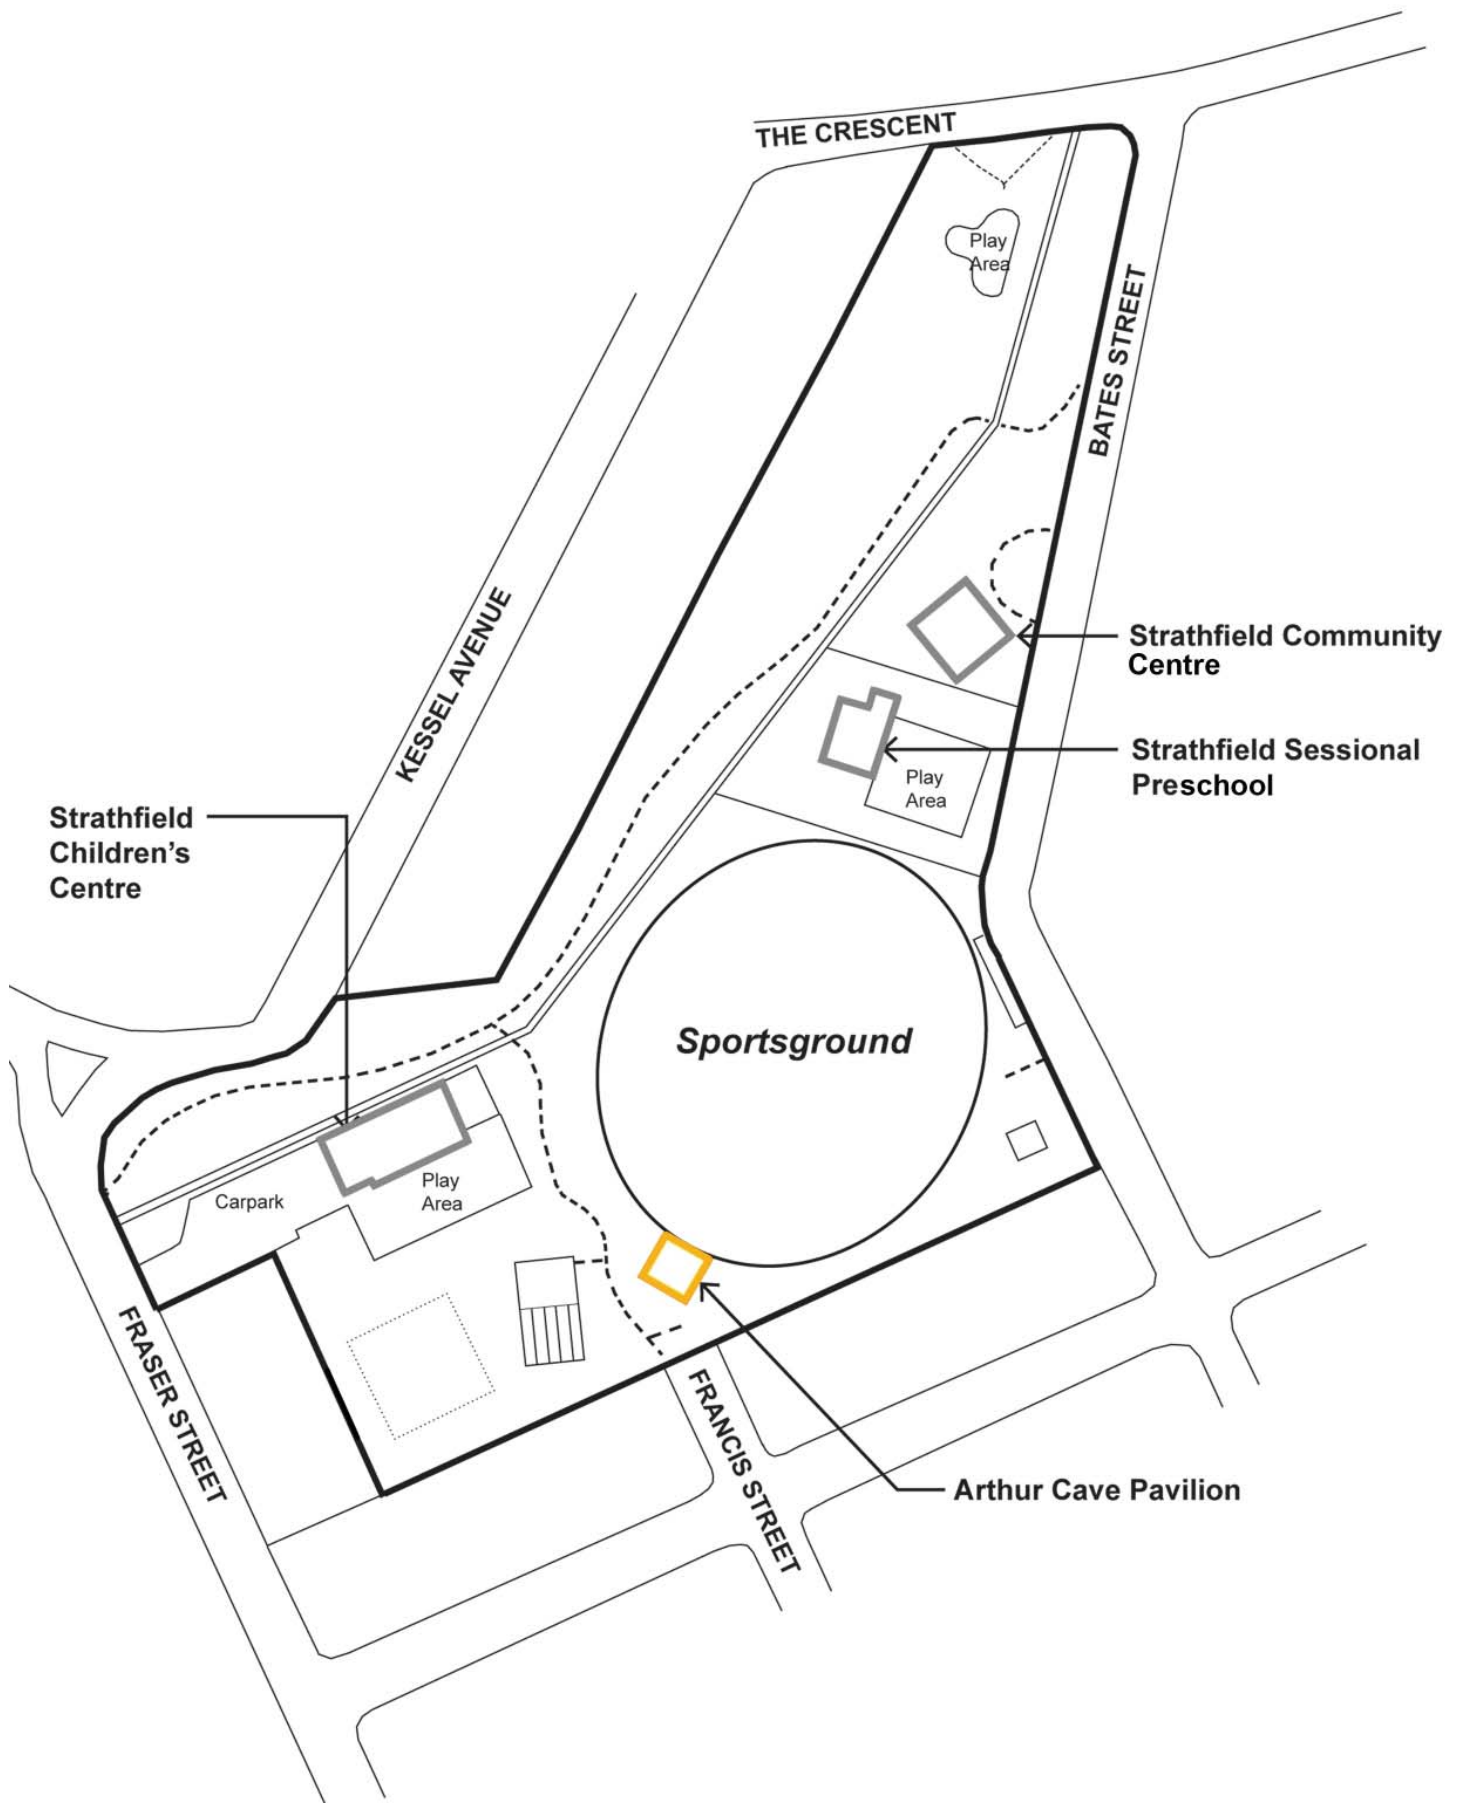 THE CRESCENT
Play
Area
BATES STREET
KESSEL AVENUE
Strathfield Community
Centre
Strathfield Sessional
Preschool
Play
Area
Strathfield
Children’s
Centre
Sportsground
Play
Area
Carpark
FRASER STREET
FRANCIS STREET
Arthur Cave Pavilion